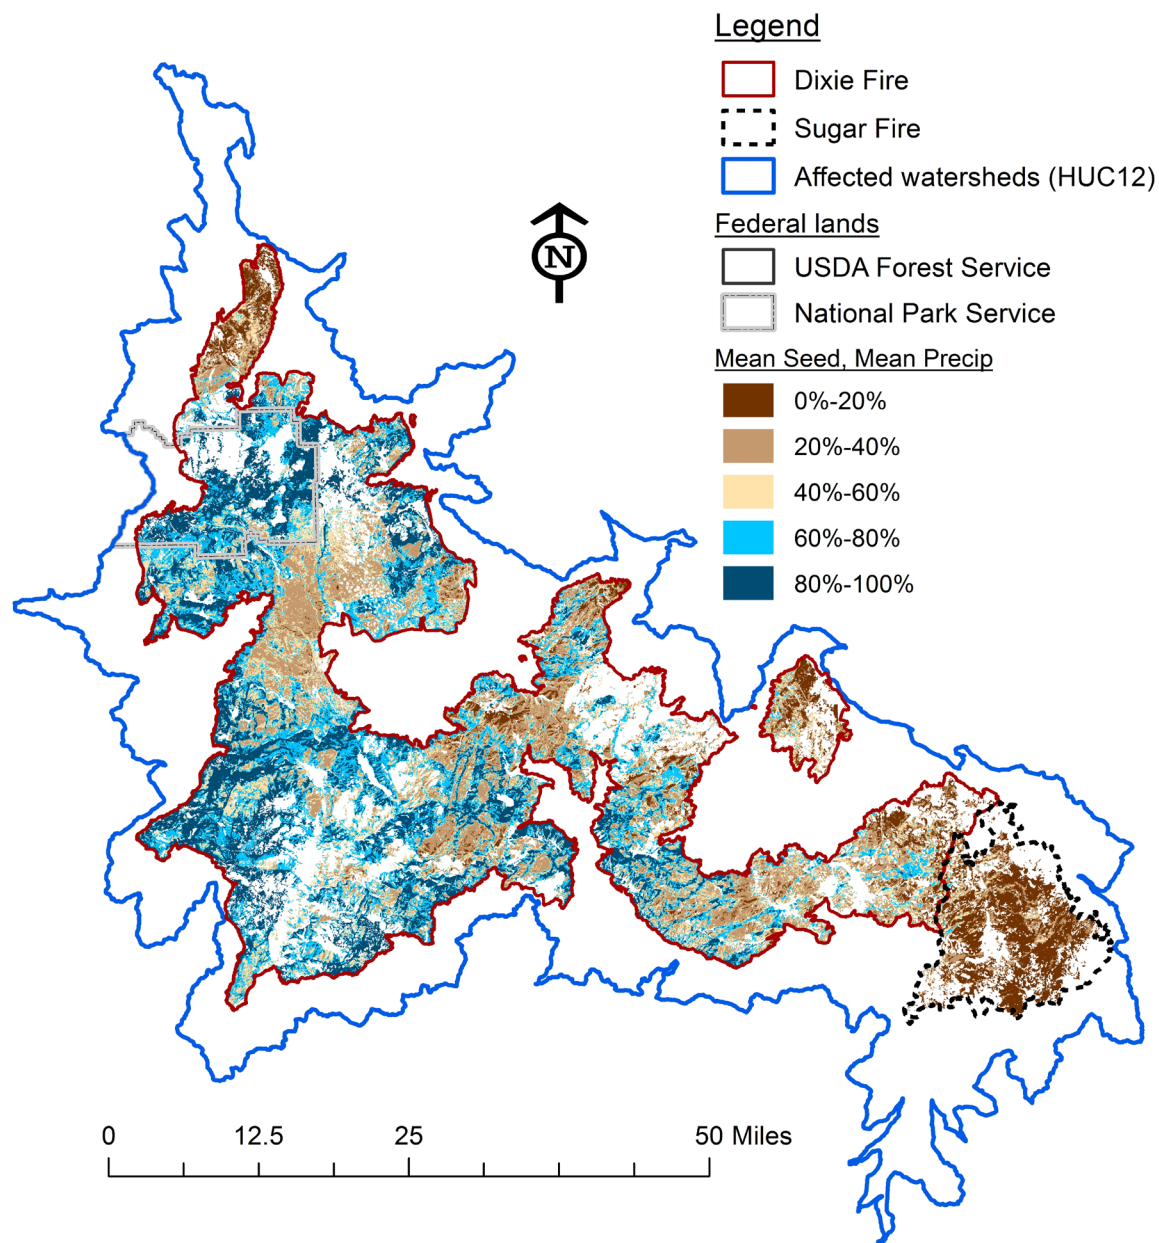 Legend
Dixie Fire
Sugar Fire
Affected watersheds (HUC12)
Federal lands
USDA Forest Service
National Park Service
Mean Seed, Mean Precip
0%-20%
20%-40%
40%-60%
60%-80%
80%-100%
N
0 12.5 25 50 Miles